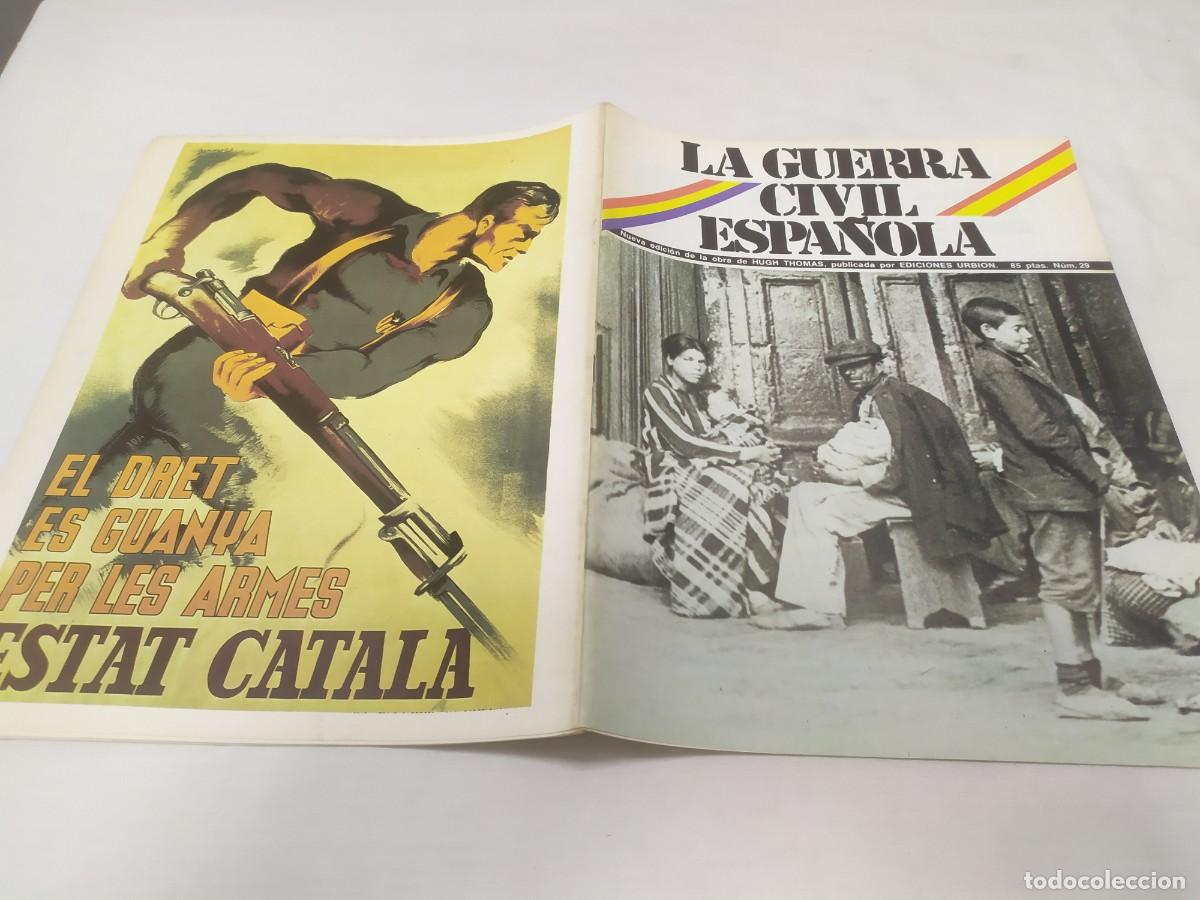 EL DRET
ES GUANYA
PER LES ARMES
ESTAT CATALA
LA GUERRA
CIVIL
ESPAÑOLA
Nueva edición de la obra de HUGH THOMAS, publicada por EDICIONES URBION. 85 ptas. Núm. 29
todocoleccion